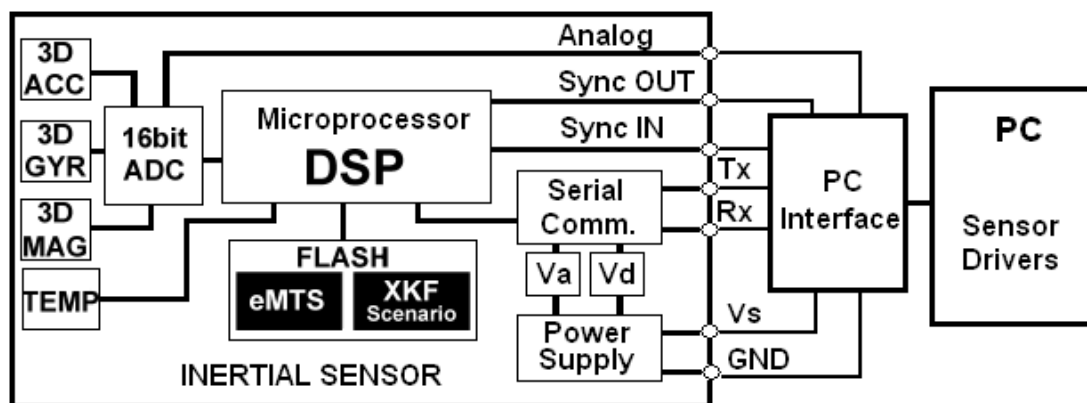 3D
ACC
3D
GYR
3D
MAG
TEMP
16bit
ADC
Microprocessor
DSP
FLASH
eMTS
XKF
Scenario
Serial
Comm.
Va
Vd
Power
Supply
INERTIAL SENSOR
Analog
Sync OUT
Sync IN
Tx
Rx
Vs
GND
PC
Interface
PC
Sensor
Drivers